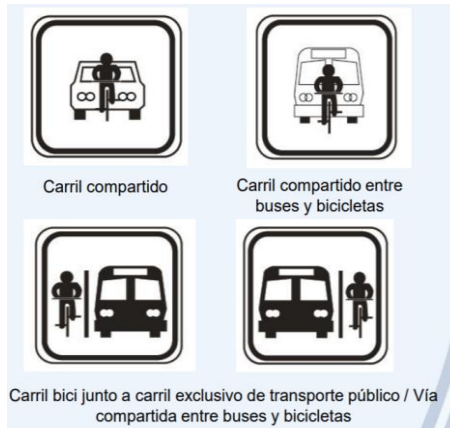 Carril compartido
Carril compartido entre
buses y bicicletas
Carril bici junto a carril exclusivo de transporte público / Vía
compartida entre buses y bicicletas